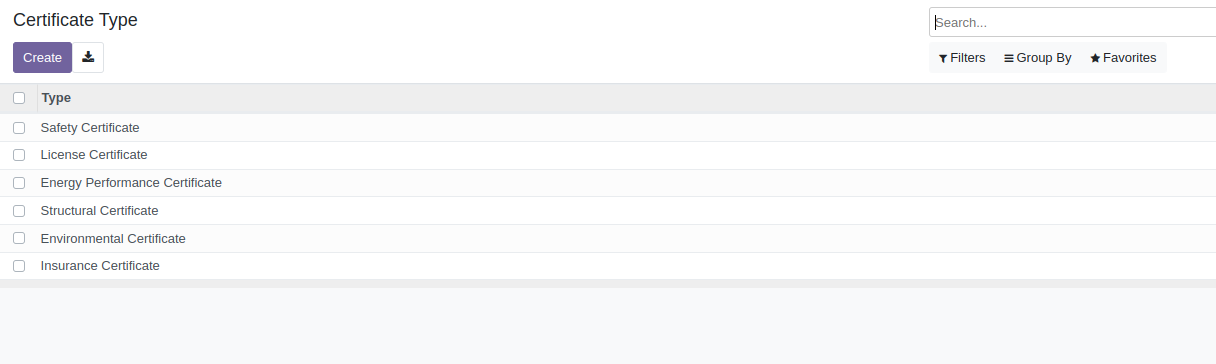 Certificate Type
Search...
Create
Filters Group By Favorites
Type
Safety Certificate
License Certificate
Energy Performance Certificate
Structural Certificate
Environmental Certificate
Insurance Certificate